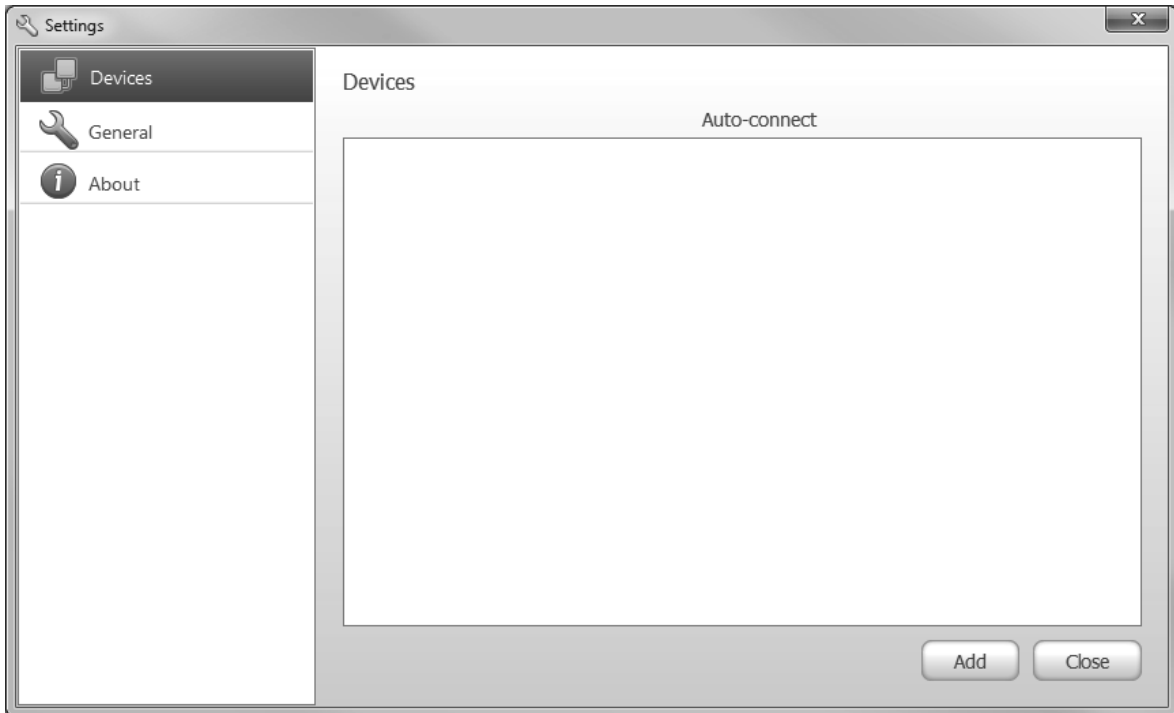 Settings
Devices
General
About
Devices
Auto-connect
Add
Close